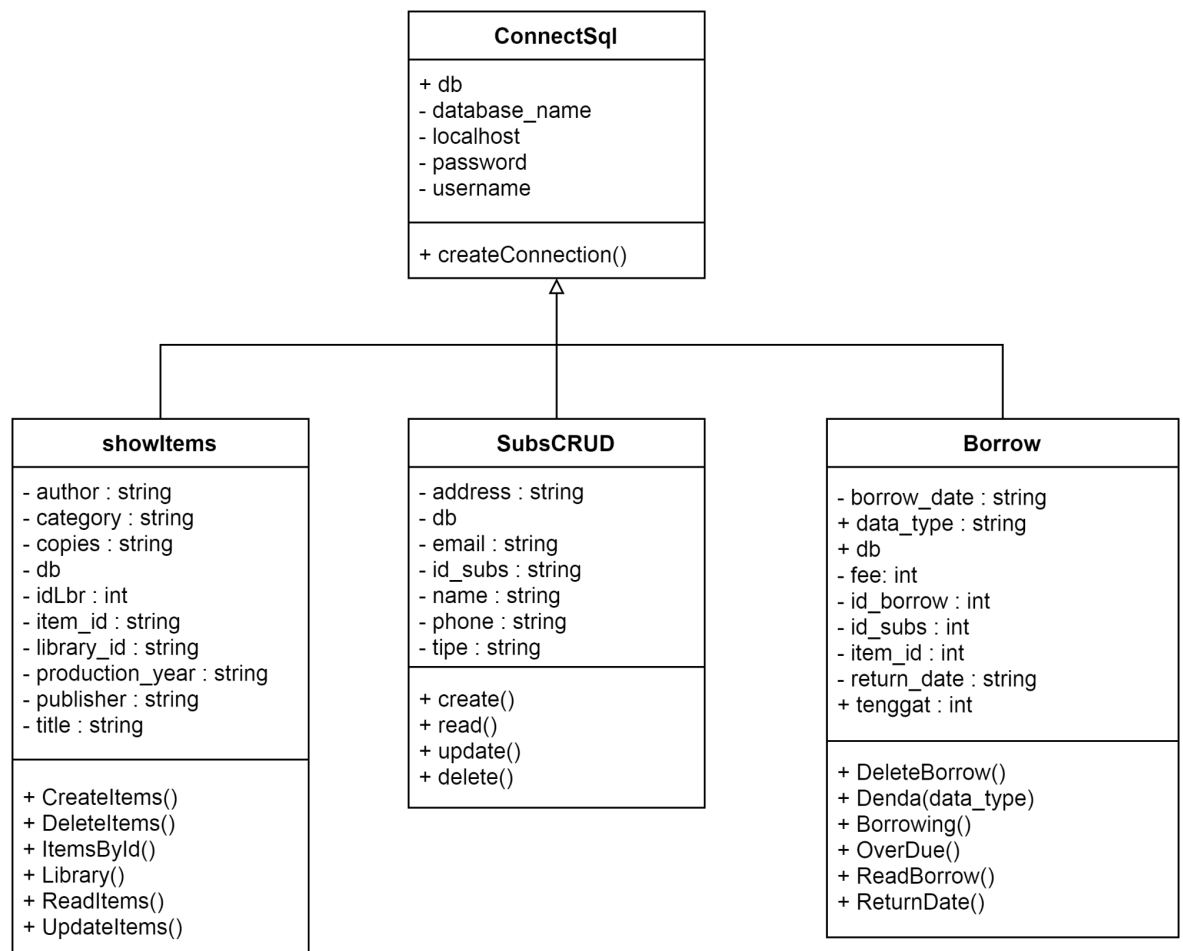 ConnectSql
+ db
- database_name
- localhost
- password
- username
+ createConnection()
showItems
- author : string
- category : string
- copies : string
- db
- idLbr : int
- item_id : string
- library_id : string
- production_year : string
- publisher : string
- title : string
+ CreateItems()
+ DeleteItems()
+ ItemsById()
+ Library()
+ ReadItems()
+ UpdateItems()
SubsCRUD
- address : string
- db
- email : string
- id_subs : string
- name : string
- phone : string
- tipe : string
+ create()
+ read()
+ update()
+ delete()
Borrow
- borrow_date : string
+ data_type : string
+ db
- fee: int
- id_borrow : int
- id_subs : int
- item_id : int
- return_date : string
+ tenggat : int
+ DeleteBorrow()
+ Denda(data_type)
+ Borrowing()
+ OverDue()
+ ReadBorrow()
+ ReturnDate()